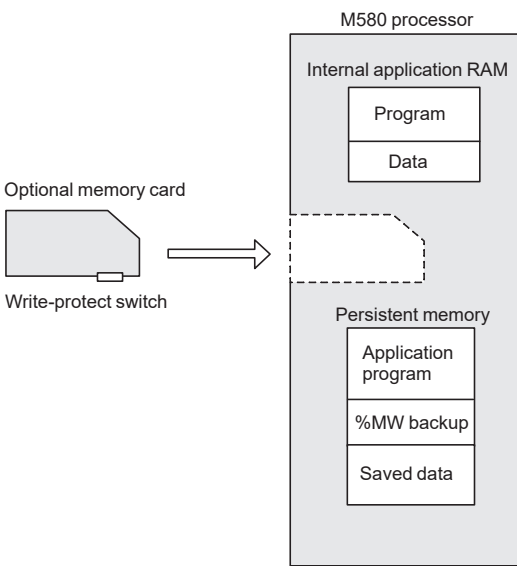 M580 processor
Internal application RAM
Program
Data
Optional memory card
Write-protect switch
Persistent memory
Application
program
%MW backup
Saved data